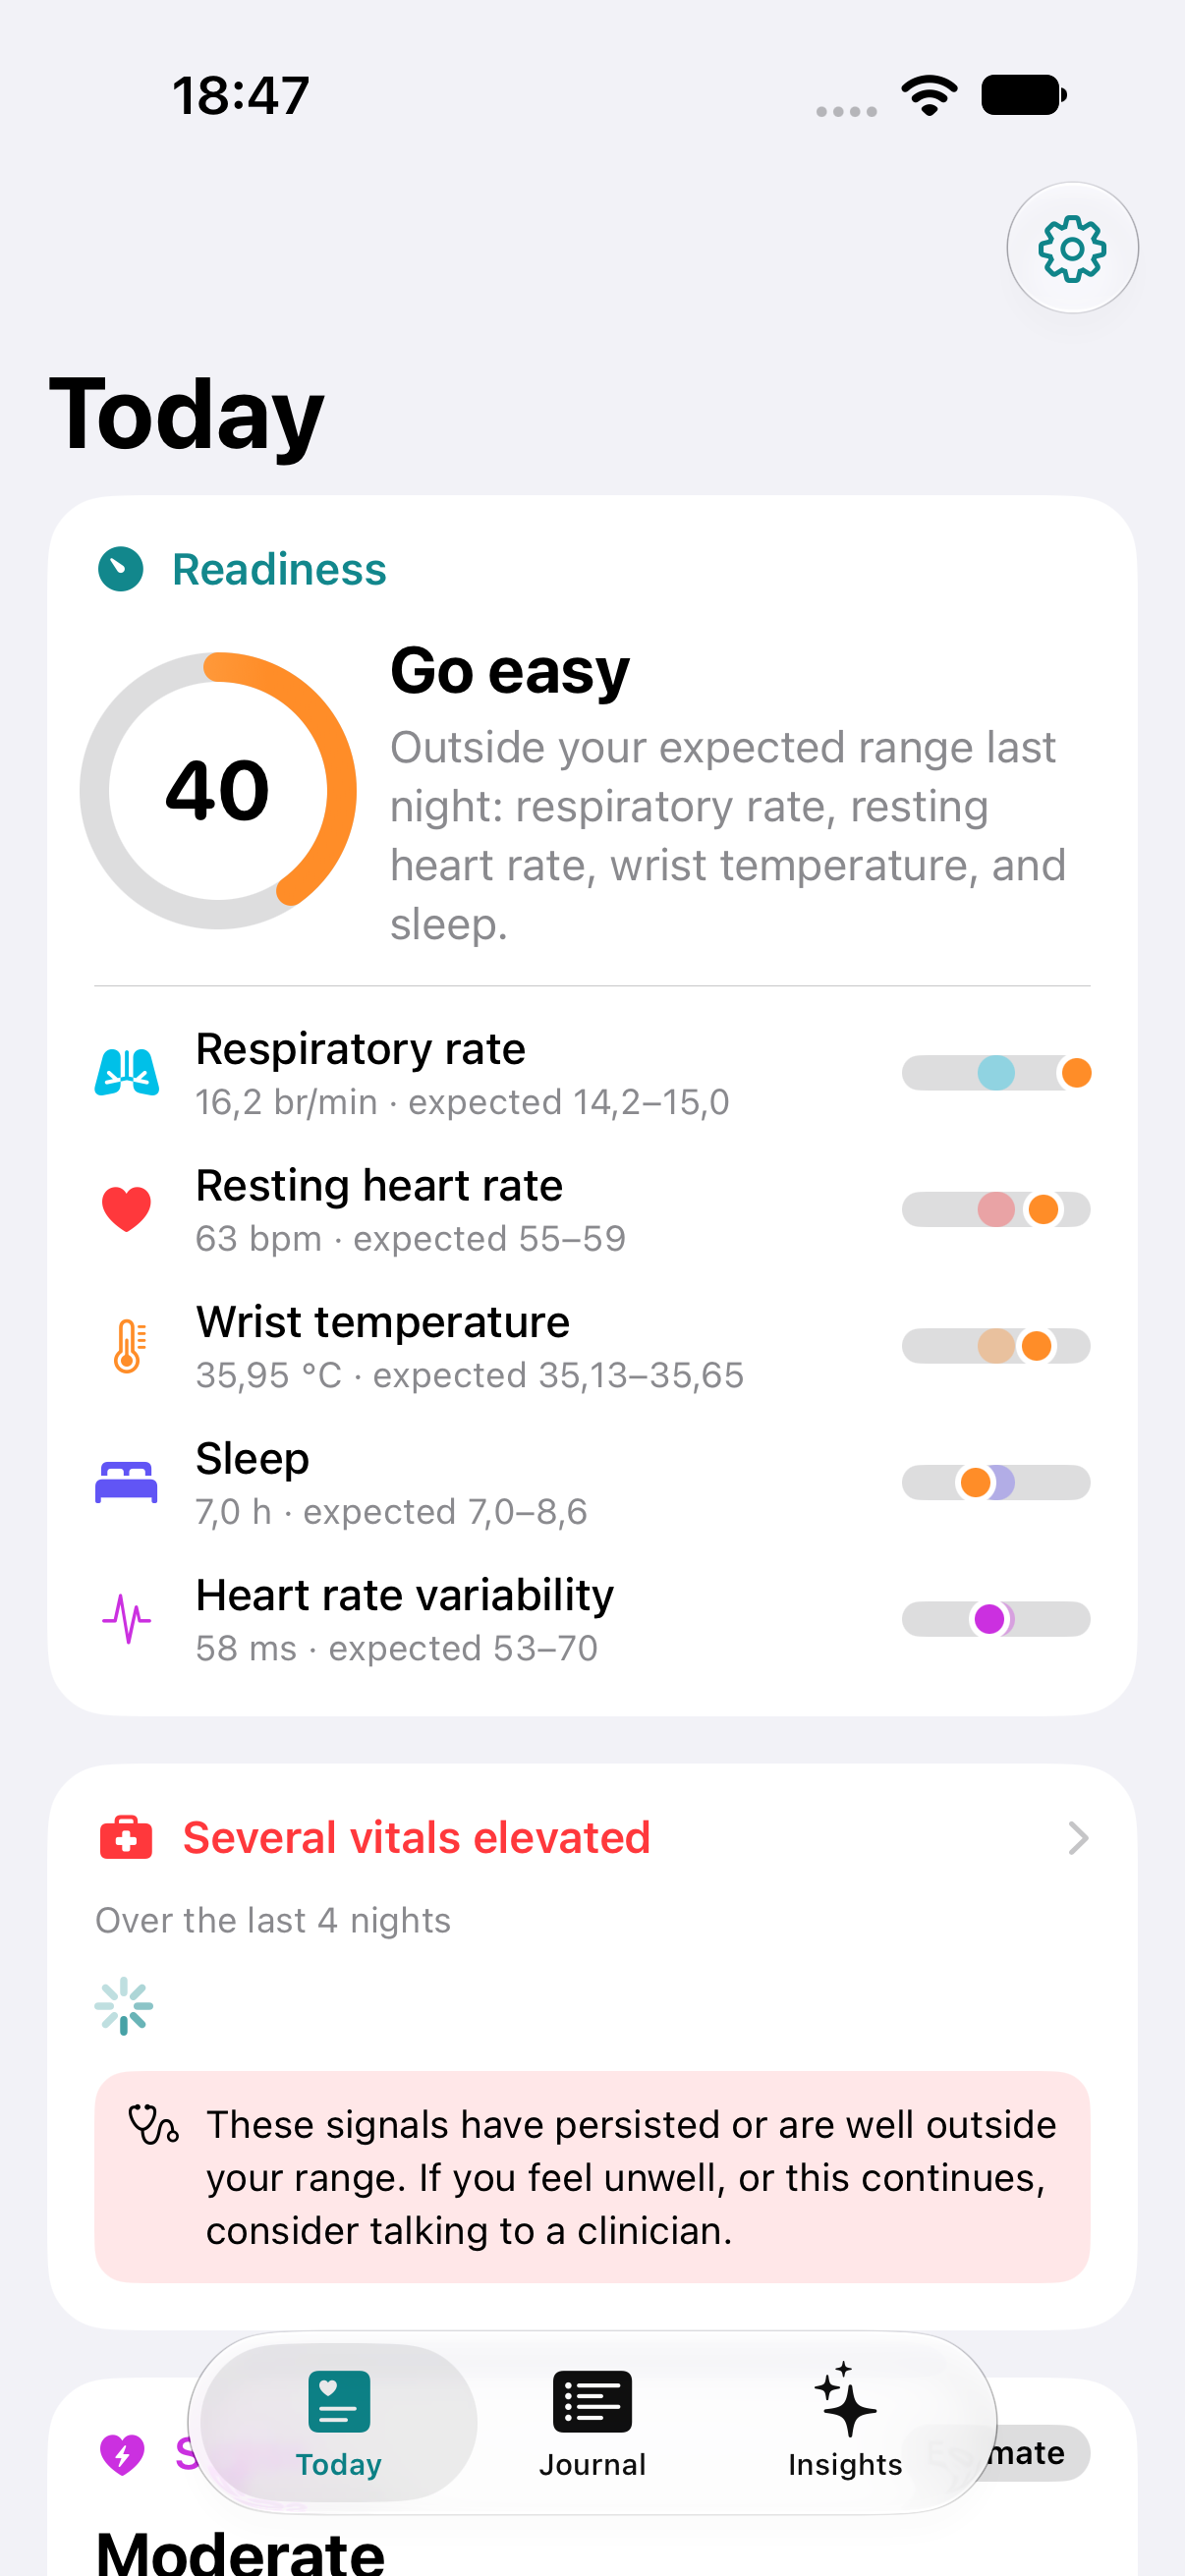 18:47
Today
Readiness
40
Go easy
Outside your expected range last
night: respiratory rate, resting
heart rate, wrist temperature, and
sleep.
Respiratory rate
16,2 br/min · expected 14,2–15,0
Resting heart rate
63 bpm · expected 55–59
Wrist temperature
35,95 °C · expected 35,13–35,65
Sleep
7,0 h · expected 7,0–8,6
Heart rate variability
58 ms · expected 53–70
Several vitals elevated
Over the last 4 nights
These signals have persisted or are well outside
your range. If you feel unwell, or this continues,
consider talking to a clinician.
Today
Journal
Insights
Moderate